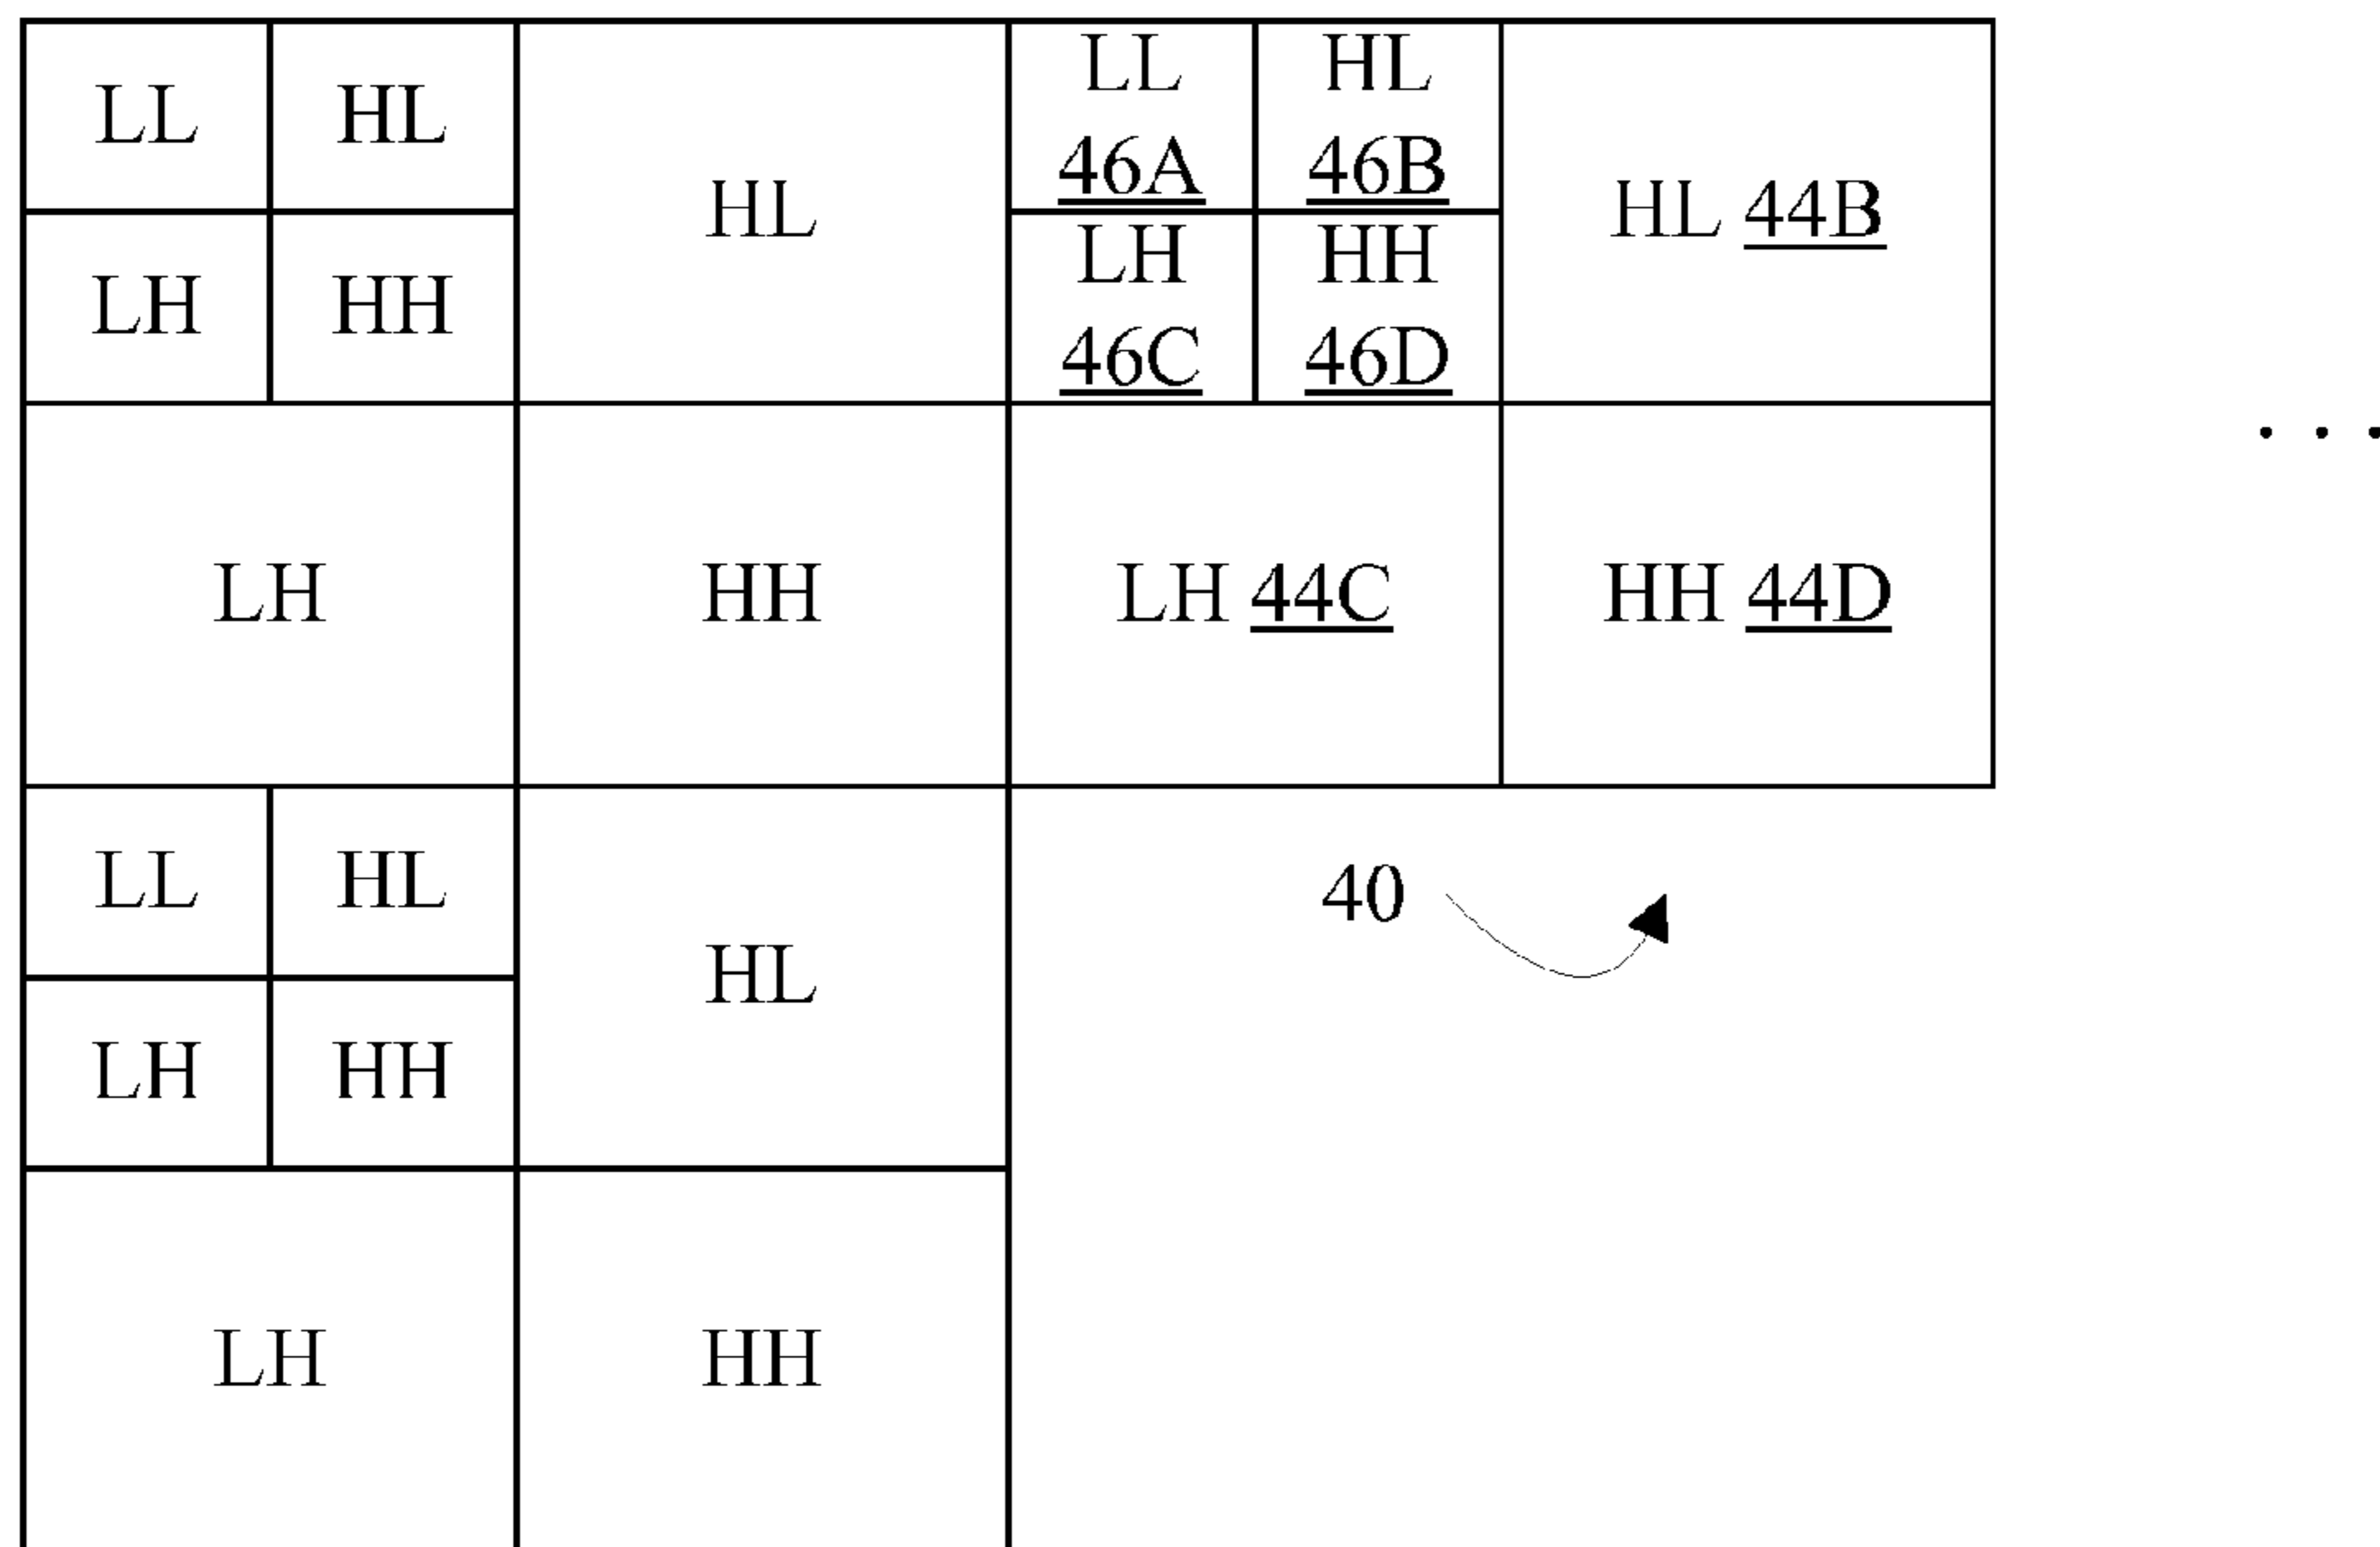 LL HL HL LL HL HL 44B
46A 46B
LH HH LH HH
46C 46D
LH HH LH 44C HH 44D
. . .
LL HL HL 40
LH HH
LH HH